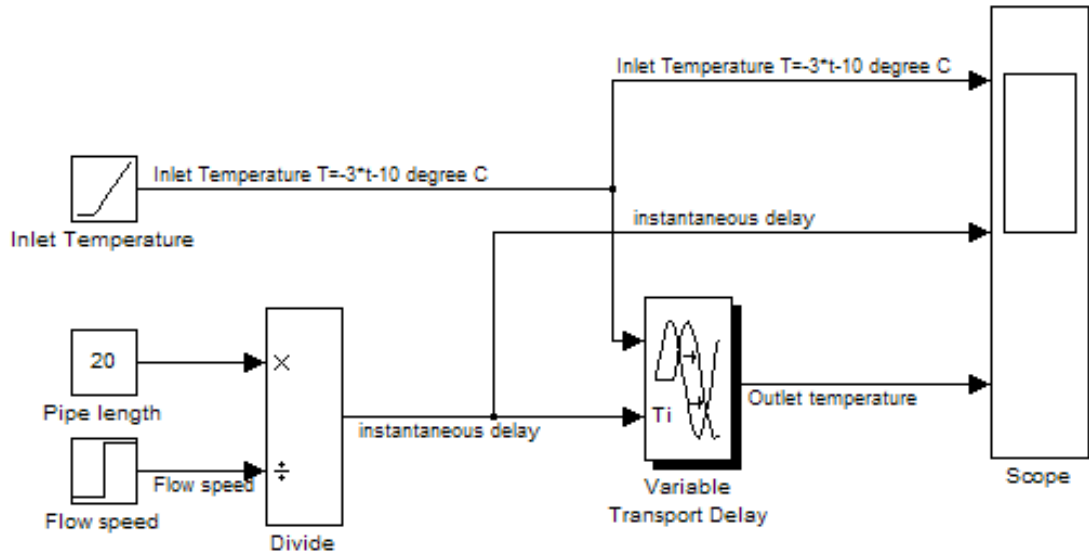 Inlet Temperature T=-3*t-10 degree C
Inlet Temperature T=-3*t-10 degree C
Inlet Temperature
instantaneous delay
20
×
Pipe length
Ti
Outlet temperature
instantaneous delay
÷
Flow speed
Flow speed
Divide
Variable
Transport Delay
Scope